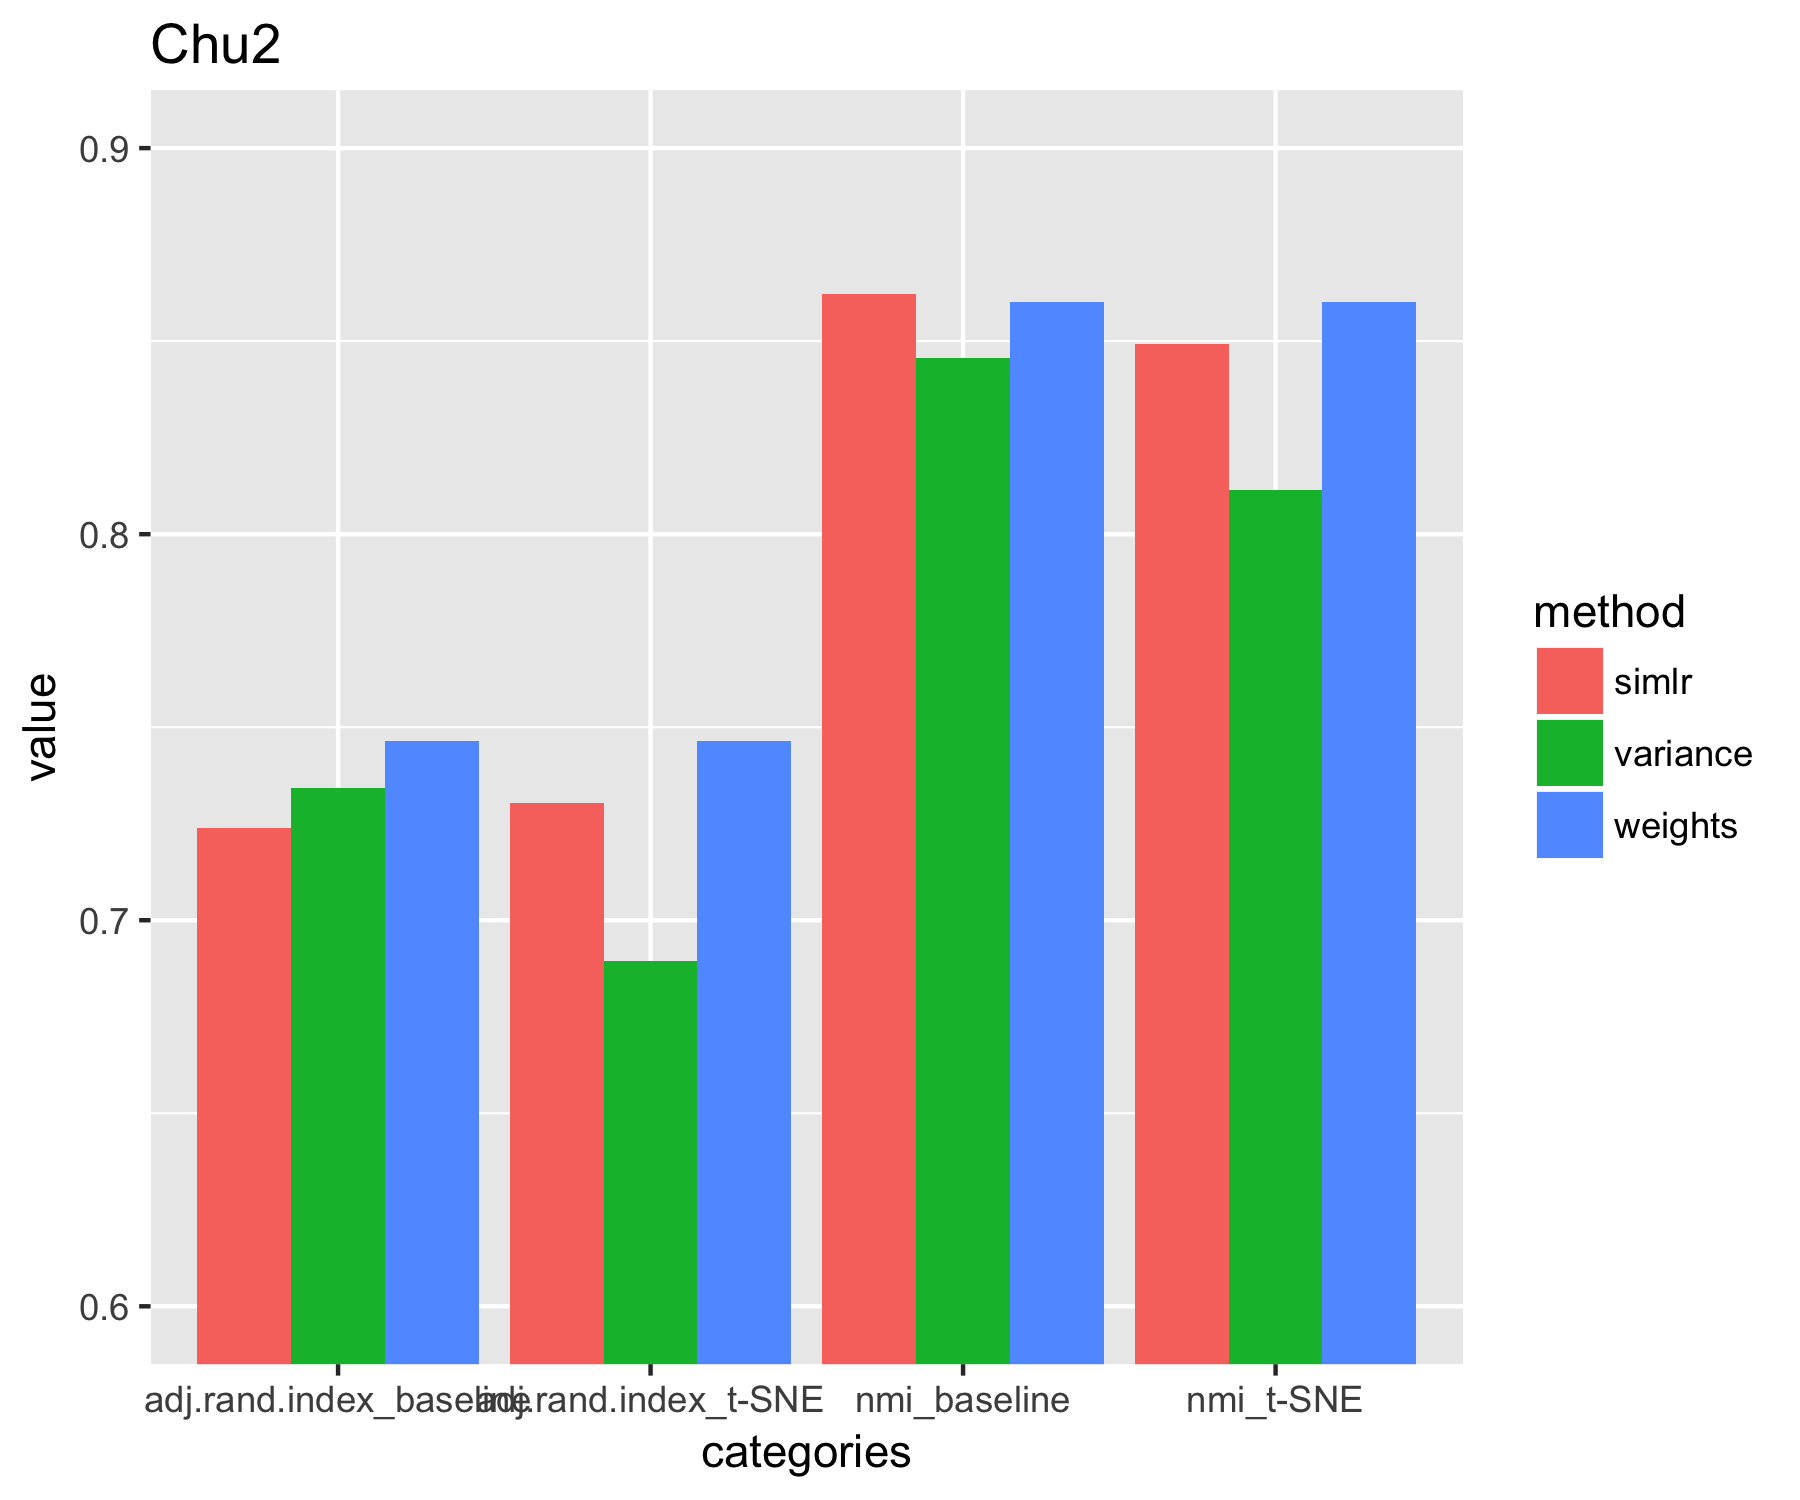 Chu2
0.9
0.8
0.7
0.6
value
adj.rand.index_baseline
adj.rand.index_t-SNE
nmi_baseline
nmi_t-SNE
categories
method
simlr
variance
weights